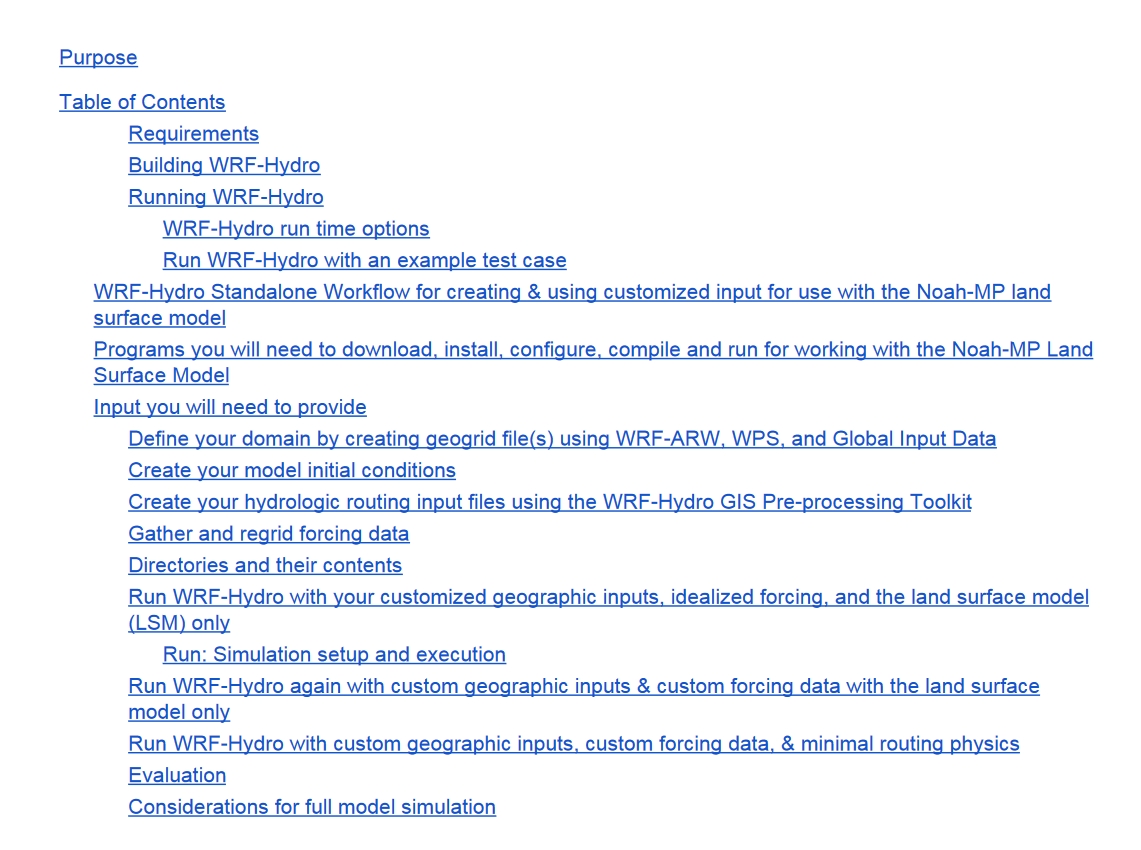 Purpose
Table of Contents
Requirements
Building WRF-Hydro
Running WRF-Hydro
WRF-Hydro run time options
Run WRF-Hydro with an example test case
WRF-Hydro Standalone Workflow for creating & using customized input for use with the Noah-MP land
surface model
Programs you will need to download, install, configure, compile and run for working with the Noah-MP Land
Surface Model
Input you will need to provide
Define your domain by creating geogrid file(s) using WRF-ARW, WPS, and Global Input Data
Create your model initial conditions
Create your hydrologic routing input files using the WRF-Hydro GIS Pre-processing Toolkit
Gather and regrid forcing data
Directories and their contents
Run WRF-Hydro with your customized geographic inputs, idealized forcing, and the land surface model
(LSM) only
Run: Simulation setup and execution
Run WRF-Hydro again with custom geographic inputs & custom forcing data with the land surface
model only
Run WRF-Hydro with custom geographic inputs, custom forcing data, & minimal routing physics
Evaluation
Considerations for full model simulation